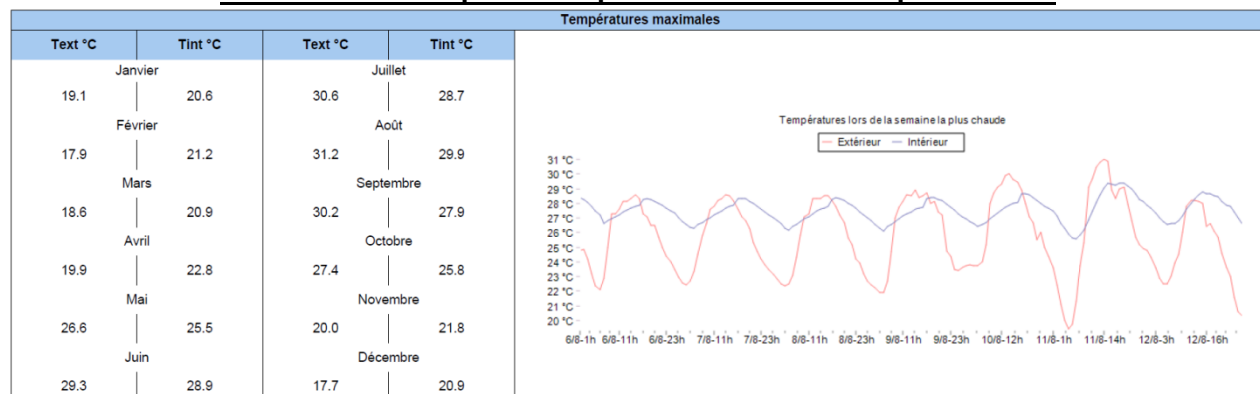 Températures maximales
Text °C Tint °C Text °C Tint °C
Janvier Juillet
19.1 20.6 30.6 28.7
Février Août
17.9 21.2 31.2 29.9
Mars Septembre
18.6 20.9 30.2 27.9
Avril Octobre
19.9 22.8 27.4 25.8
Mai Novembre
26.6 25.5 20.0 21.8
Juin Décembre
29.3 28.9 17.7 20.9
Températures lors de la semaine la plus chaude
Extérieur Intérieur
31 °C
30 °C
29 °C
28 °C
27 °C
26 °C
25 °C
24 °C
23 °C
22 °C
21 °C
20 °C
6/8-1h 6/8-11h 6/8-23h 7/8-11h 7/8-23h 8/8-11h 8/8-23h 9/8-11h 9/8-23h 10/8-12h 11/8-1h 11/8-14h 12/8-3h 12/8-16h